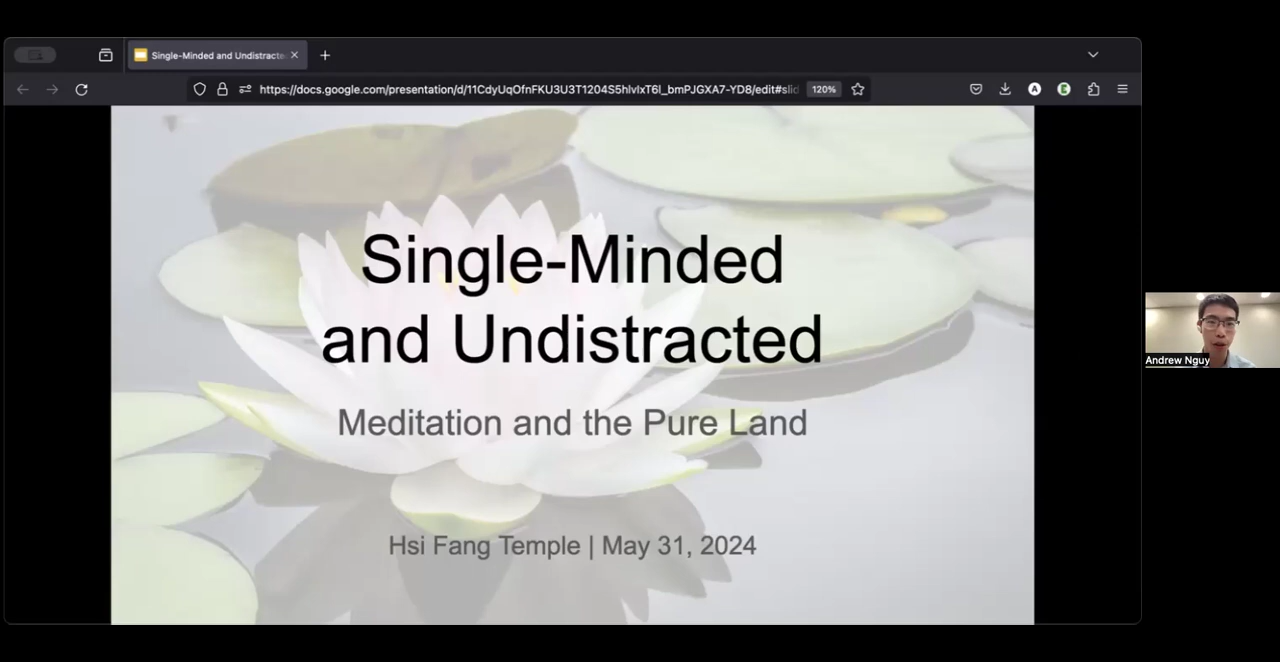 Single-Minded and Undistracte
https://docs.google.com/presentation/d/11CdyUqOfnFKU3U3T1204S5hlvlxT6l_bmPJGXA7-YD8/edit#slid
120%
A
Single-Minded
and Undistracted
Meditation and the Pure Land
Hsi Fang Temple | May 31, 2024
Andrew Nguy